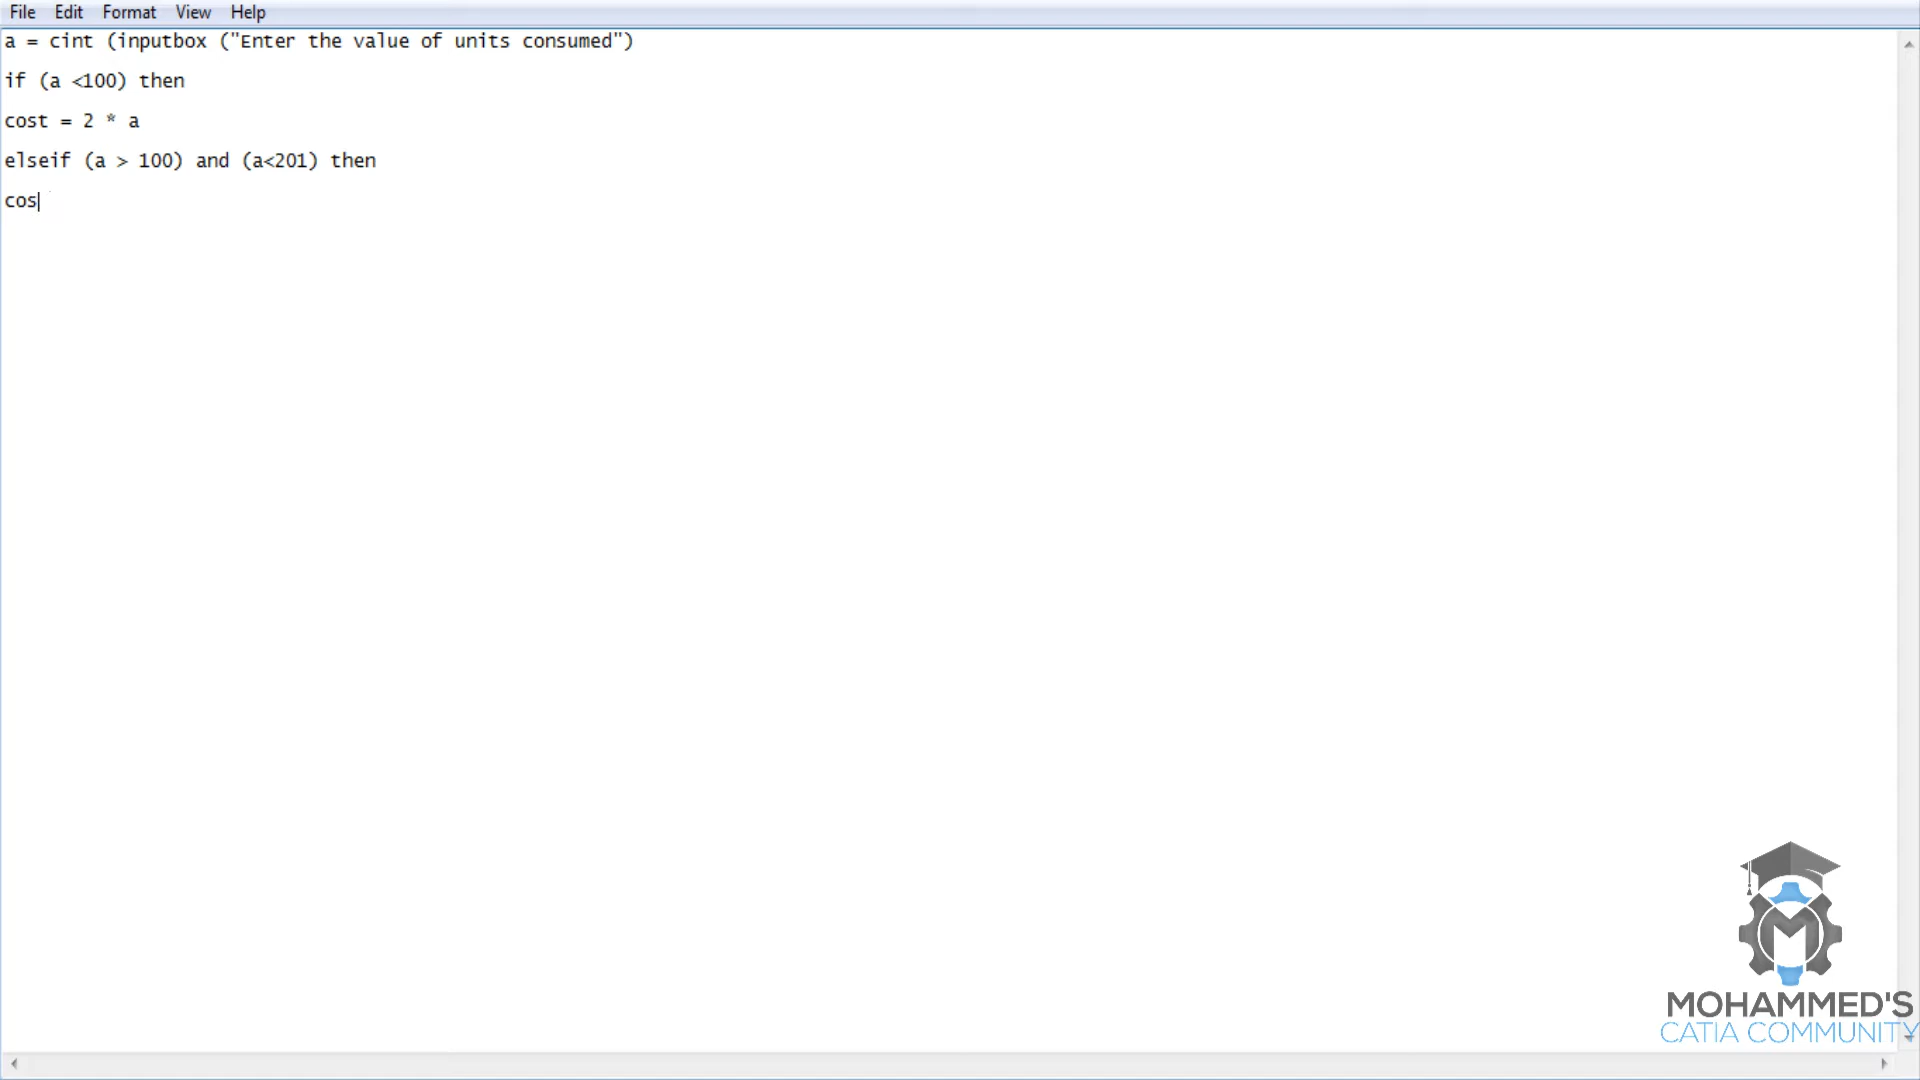 File Edit Format View Help
a = cint (inputbox ("Enter the value of units consumed")
if (a <100) then
cost = 2 * a
elseif (a > 100) and (a<201) then
cos
MOHAMMED'S
CATIA COMMUNITY